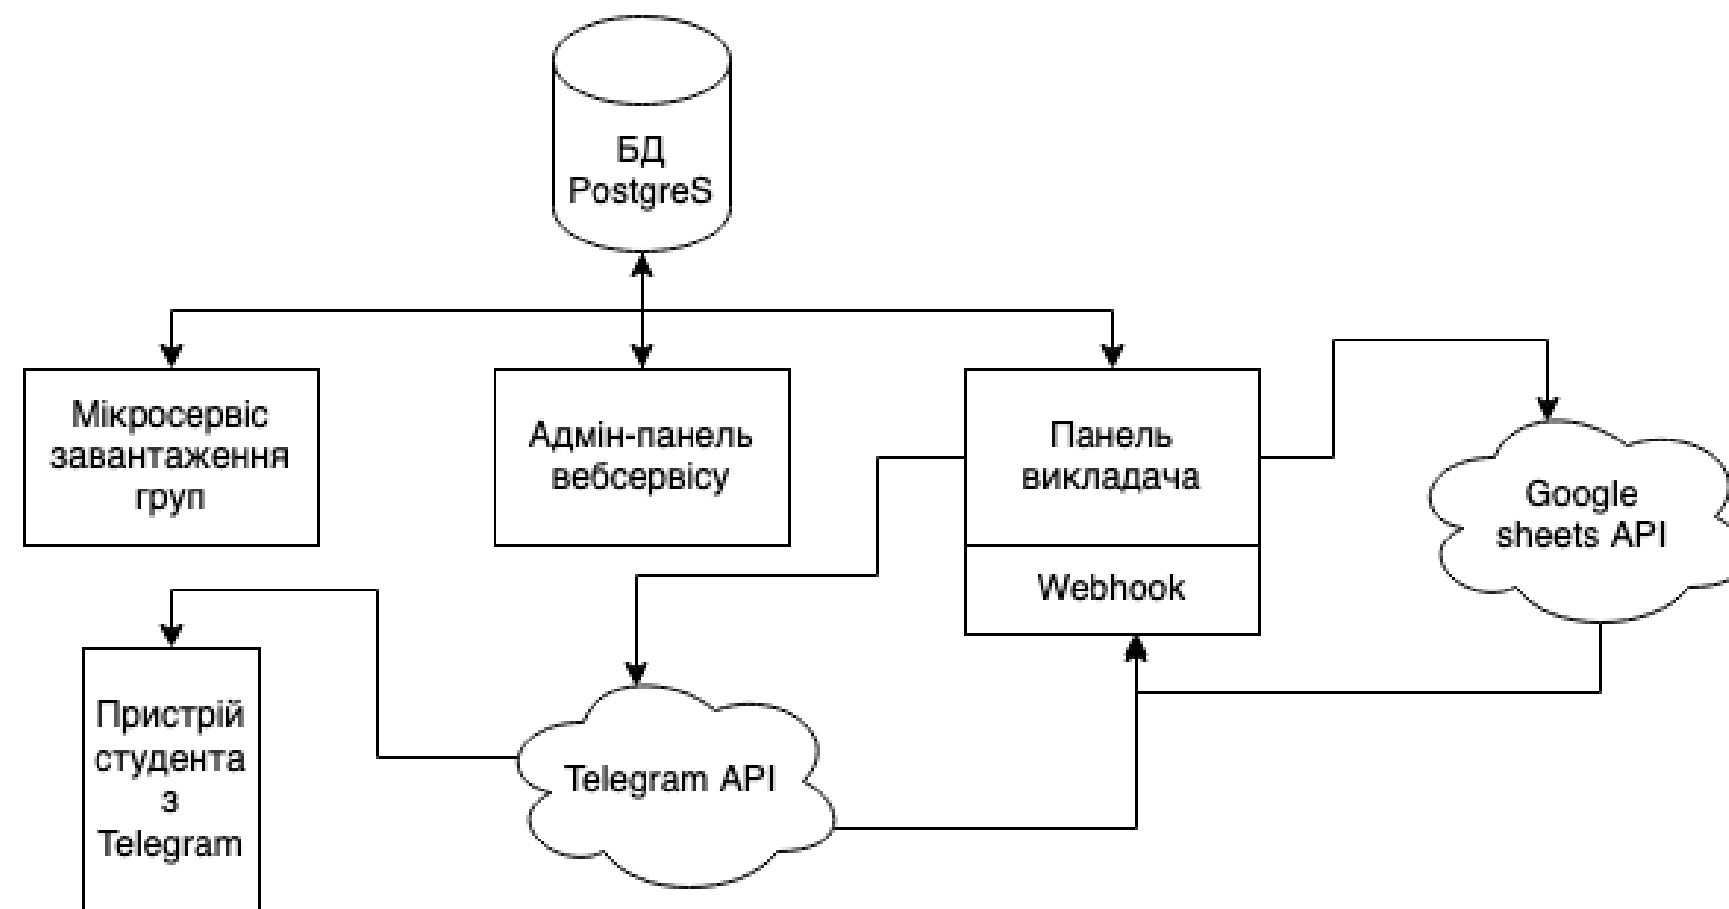 БД
PostgreS
Мікросервіс
завантаження
груп
Адмін-панель
вебсервісу
Панель
викладача
Webhook
Google
sheets API
Пристрій
студента
з
Telegram
Telegram API